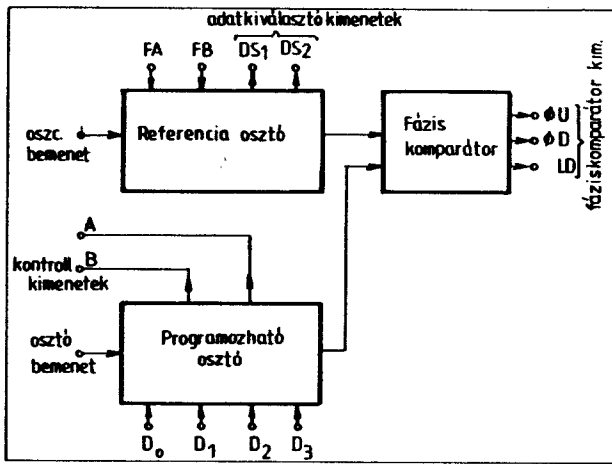 adatkiválasztó kimenetek
FA FB DS1 DS2
oszc. bemenet
Referencia osztó
Fázis komparátor
φU
φD
LD
fáziskomparátor kim.
A
B
kontroll kimenetek
osztó bemenet
Programozható osztó
D0 D1 D2 D3